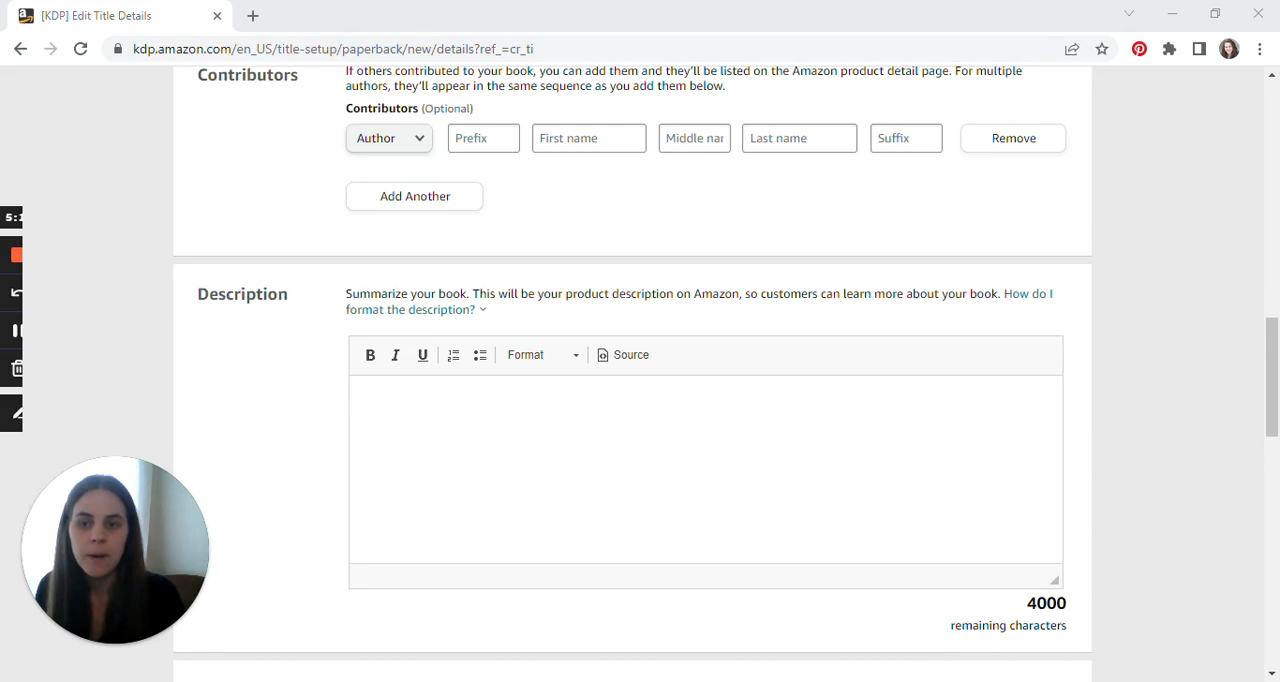 [KDP] Edit Title Details
kdp.amazon.com/en_US/title-setup/paperback/new/details?ref_=cr_ti
Contributors
If others contributed to your book, you can add them and they'll be listed on the Amazon product detail page. For multiple
authors, they'll appear in the same sequence as you add them below.
Contributors (Optional)
Author
Prefix
First name
Middle nar
Last name
Suffix
Remove
Add Another
5:1
Description
Summarize your book. This will be your product description on Amazon, so customers can learn more about your book. How do I
format the description?
B I U
Format
Source
4000
remaining characters